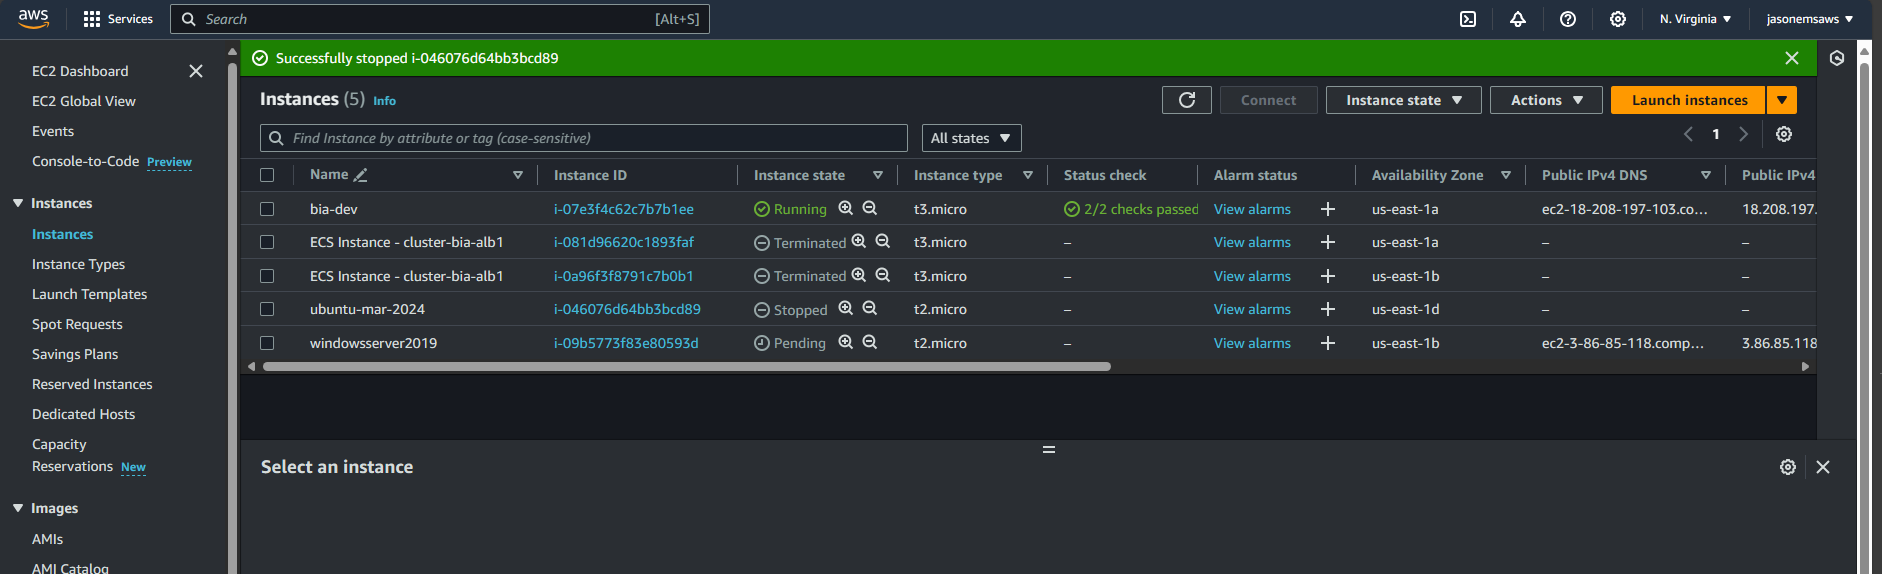 aws
Services
Search
[Alt+S]
N. Virginia
jasonemsaws
EC2 Dashboard
EC2 Global View
Events
Console-to-Code Preview
Instances
Instances
Instance Types
Launch Templates
Spot Requests
Savings Plans
Reserved Instances
Dedicated Hosts
Capacity
Reservations New
Images
AMIs
AMI Catalog
Successfully stopped i-046076d64bb3bcd89
Instances (5) Info
Connect
Instance state
Actions
Launch instances
Find Instance by attribute or tag (case-sensitive)
All states
1
Name Instance ID Instance state Instance type Status check Alarm status Availability Zone Public IPv4 DNS Public IPv4
bia-dev i-07e3f4c62c7b7b1ee Running t3.micro 2/2 checks passed View alarms + us-east-1a ec2-18-208-197-103.co... 18.208.197.
ECS Instance - cluster-bia-alb1 i-081d96620c1893faf Terminated t3.micro – View alarms + us-east-1a – –
ECS Instance - cluster-bia-alb1 i-0a96f3f8791c7b0b1 Terminated t3.micro – View alarms + us-east-1b – –
ubuntu-mar-2024 i-046076d64bb3bcd89 Stopped t2.micro – View alarms + us-east-1d – –
windowsserver2019 i-09b5773f83e80593d Pending t2.micro – View alarms + us-east-1b ec2-3-86-85-118.comp... 3.86.85.118
Select an instance